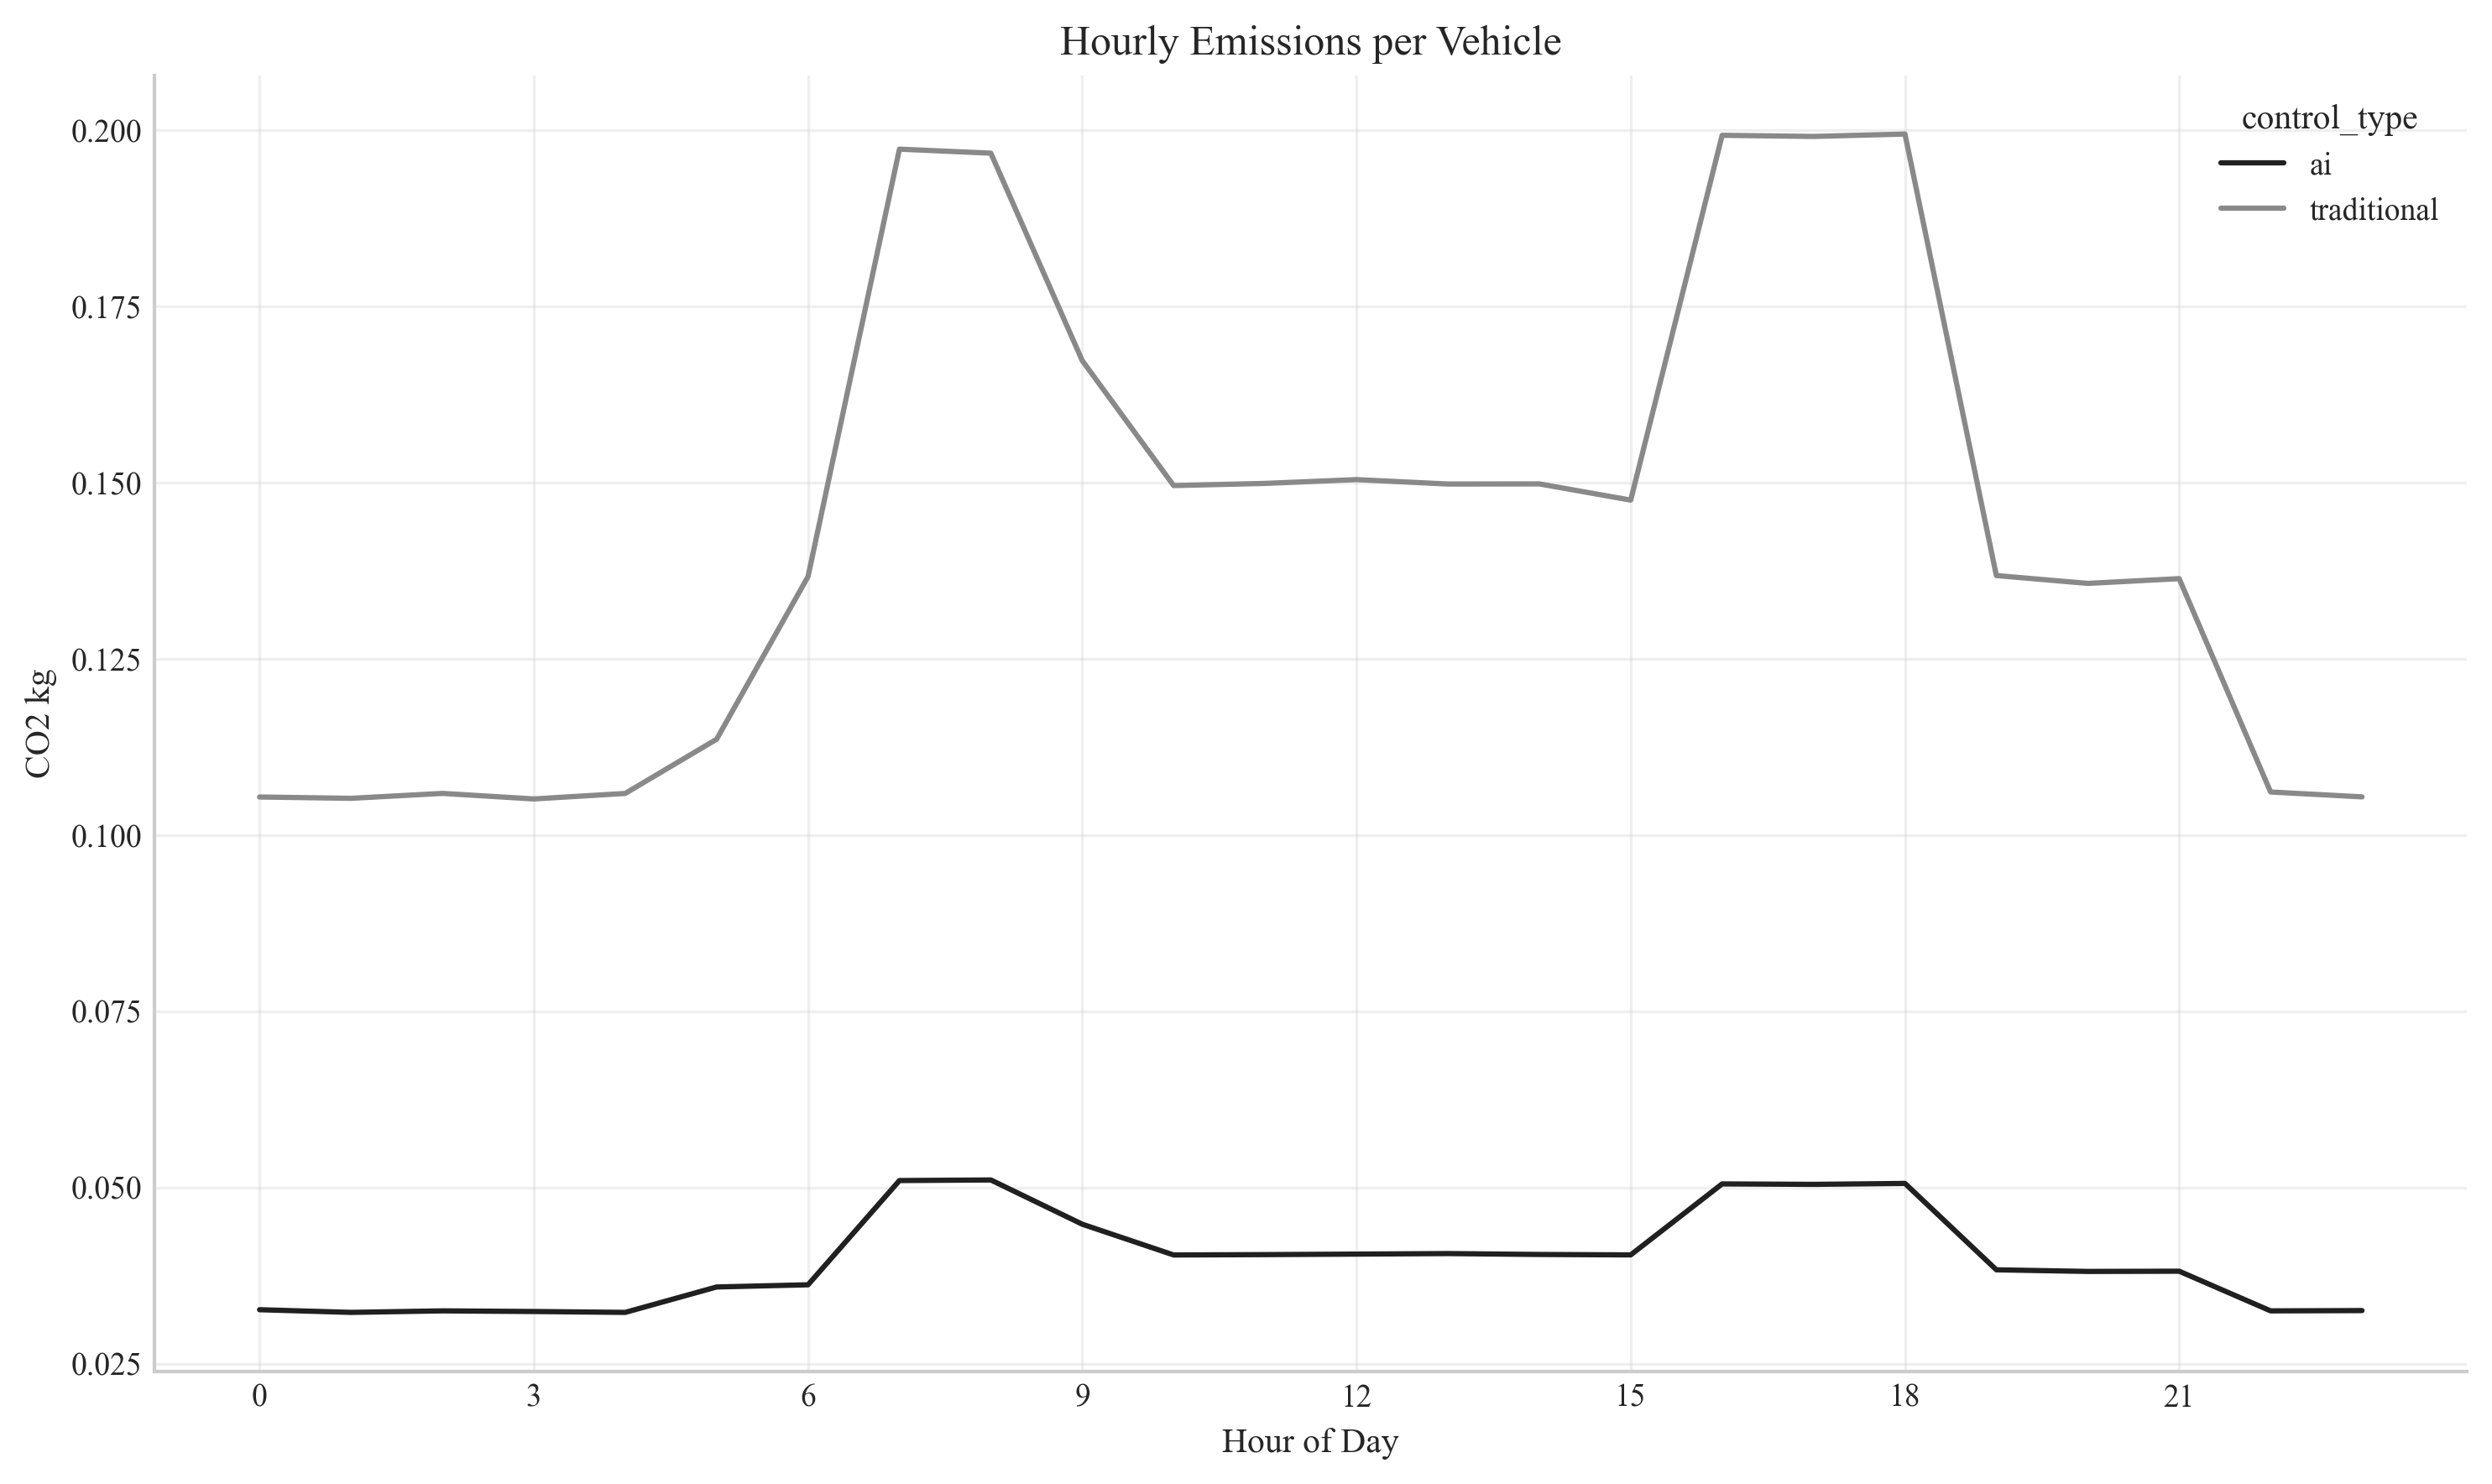 Hourly Emissions per Vehicle
control_type
ai
traditional
0.200
0.175
0.150
0.125
0.100
0.075
0.050
0.025
CO2 kg
0 3 6 9 12 15 18 21
Hour of Day